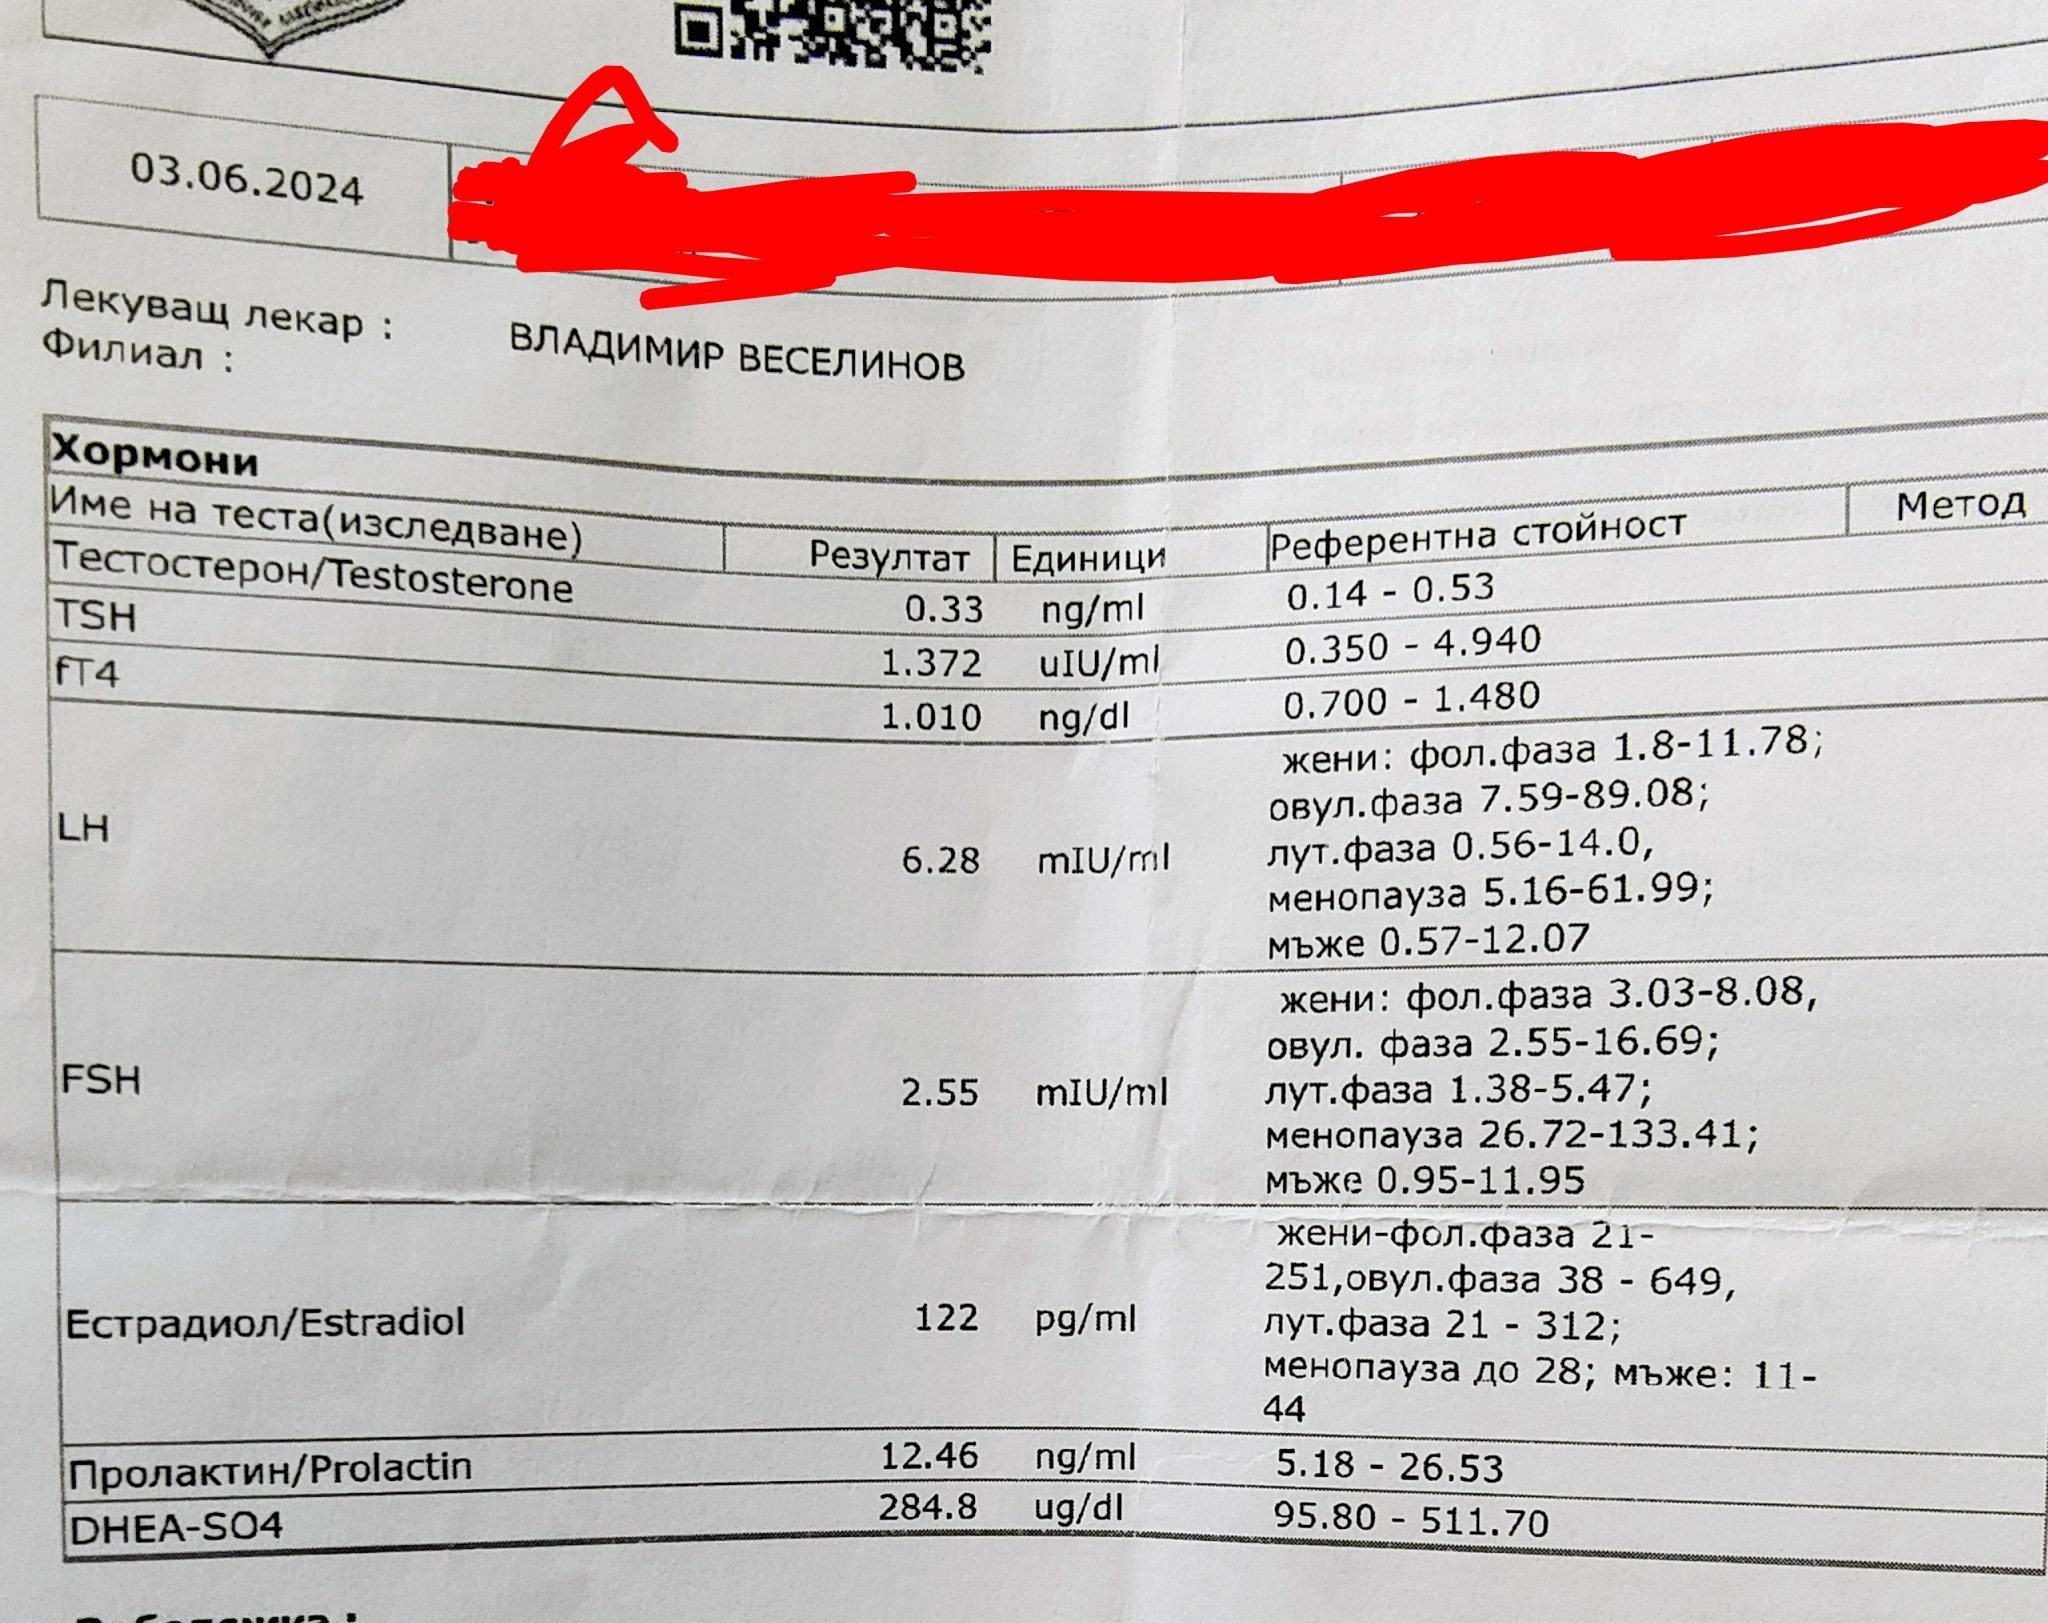 03.06.2024
Лекуващ лекар :
ВЛАДИМИР ВЕСЕЛИНОВ
Филиал :
Хормони
Име на теста(изследване) Резултат Единици Референтна стойност Метод
Тестостерон/Testosterone 0.33 ng/ml 0.14 - 0.53
TSH 1.372 uIU/ml 0.350 - 4.940
fT4 1.010 ng/dl 0.700 - 1.480
LH 6.28 mIU/ml жени: фол.фаза 1.8-11.78;
овул.фаза 7.59-89.08;
лут.фаза 0.56-14.0,
менопауза 5.16-61.99;
мъже 0.57-12.07
FSH 2.55 mIU/ml жени: фол.фаза 3.03-8.08,
овул. фаза 2.55-16.69;
лут.фаза 1.38-5.47;
менопауза 26.72-133.41;
мъже 0.95-11.95
Естрадиол/Estradiol 122 pg/ml жени-фол.фаза 21-
251,овул.фаза 38 - 649,
лут.фаза 21 - 312;
менопауза до 28; мъже: 11-
44
Пролактин/Prolactin 12.46 ng/ml 5.18 - 26.53
DHEA-SO4 284.8 ug/dl 95.80 - 511.70